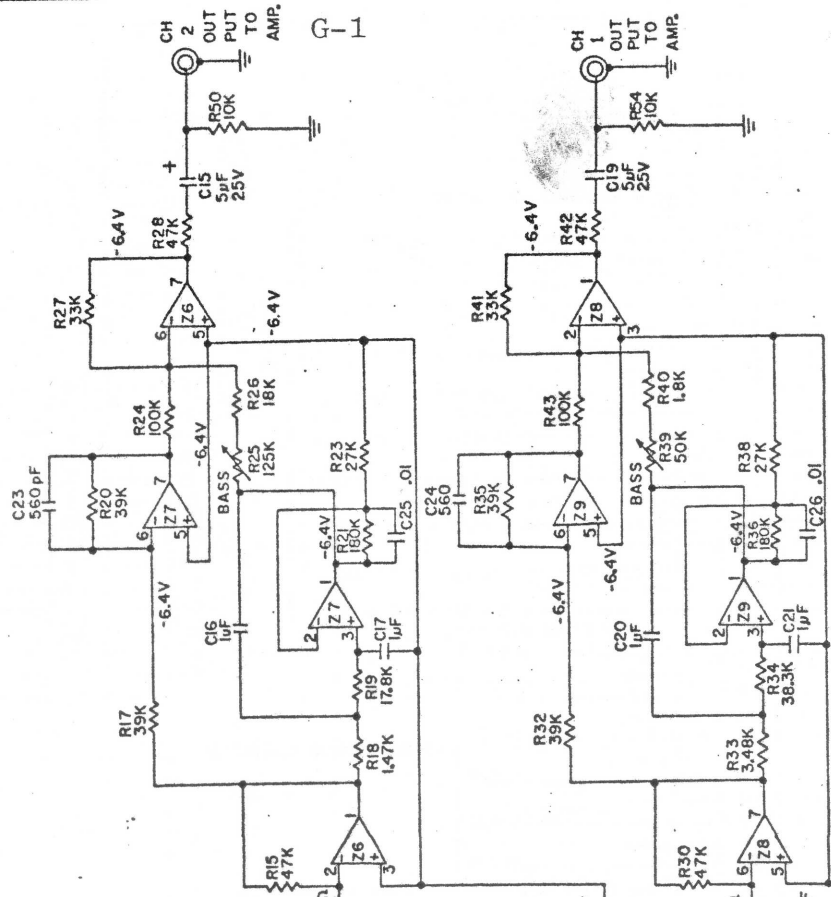 G-1
CH
2
OUT
PUT
TO
AMP.
CH
1
OUT
PUT
TO
AMP.
R50
10K
R54
10K
+
C15
5µF
25V
C19
5µF
25V
-6.4V
R28
47K
-6.4V
R42
47K
R27
33K
7
Z6
6
-
5
+
-6.4V
R41
33K
1
Z8
2
-
3
+
R24
100K
R26
18K
R43
100K
R40
1.8K
-6.4V
R25
125K
BASS
R23
27K
R39
50K
BASS
R38
27K
C23
560pF
R20
39K
7
Z7
6
-
5
+
C24
560
R35
39K
7
Z9
6
-
5
+
-6.4V
R21
180K
C25 .01
-6.4V
R36
180K
C26 .01
-6.4V
-6.4V
-6.4V
C16
1µF
1
Z7
2
-
3
+
C17
1µF
C20
1µF
1
Z9
2
-
3
+
C21
1µF
R17
39K
R19
17.8K
R32
39K
R34
38.3K
R18
1.47K
R33
3.48K
R15
47K
1
Z6
2
-
3
+
R30
47K
7
Z8
6
-
5
+